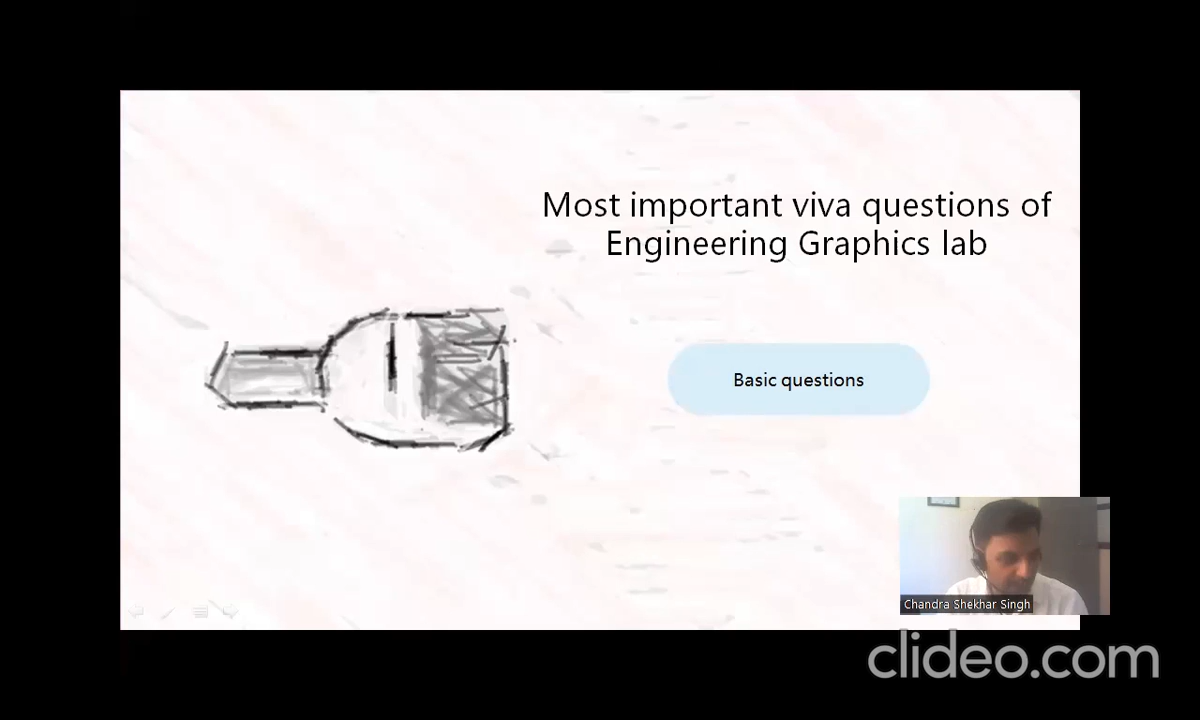 Most important viva questions of
Engineering Graphics lab
Basic questions
Chandra Shekhar Singh
clideo.com